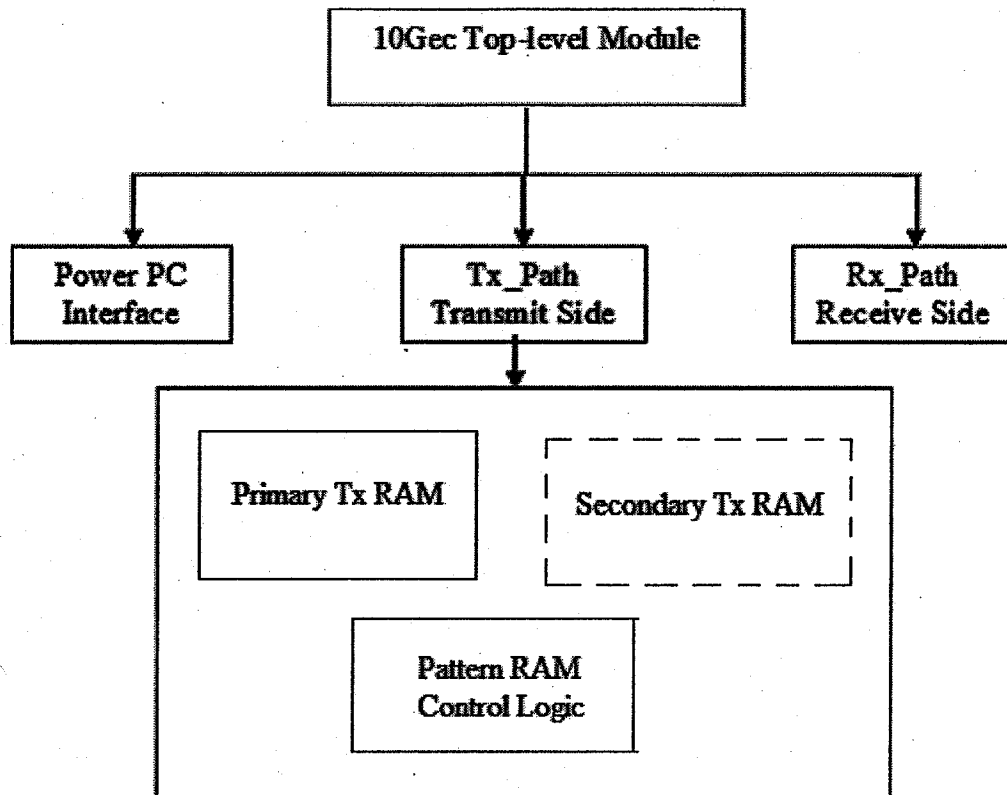 10Gec Top-level Module
Power PC
Interface
Tx_Path
Transmit Side
Rx_Path
Receive Side
Primary Tx RAM
Secondary Tx RAM
Pattern RAM
Control Logic